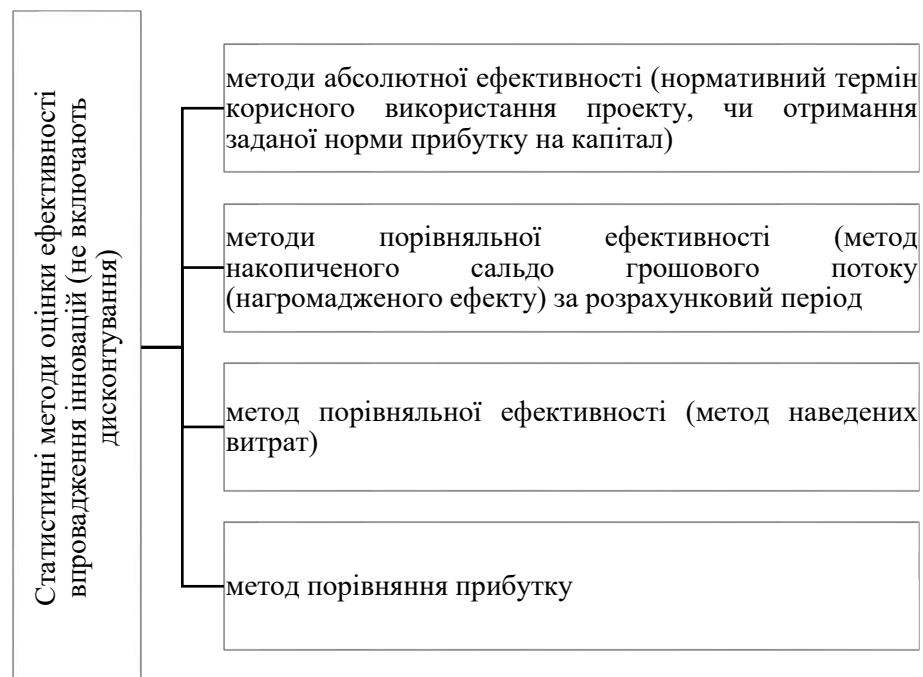 Статистичні методи оцінки ефективності
впровадження інновацій (не включають
дисконтування)
методи абсолютної ефективності (нормативний термін
корисного використання проекту, чи отримання
заданої норми прибутку на капітал)
методи порівняльної ефективності (метод
накопиченого сальдо грошового потоку
(нагромадженого ефекту) за розрахунковий період
метод порівняльної ефективності (метод наведених
витрат)
метод порівняння прибутку